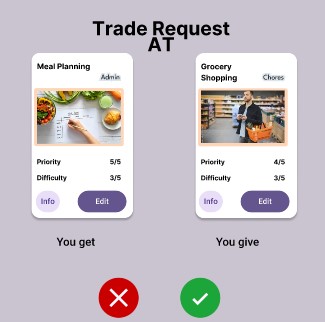 Trade Request
AT
Meal Planning
Admin
Priority 5/5
Difficulty 3/5
Info Edit
You get
Grocery
Shopping Chores
Priority 4/5
Difficulty 3/5
Info Edit
You give